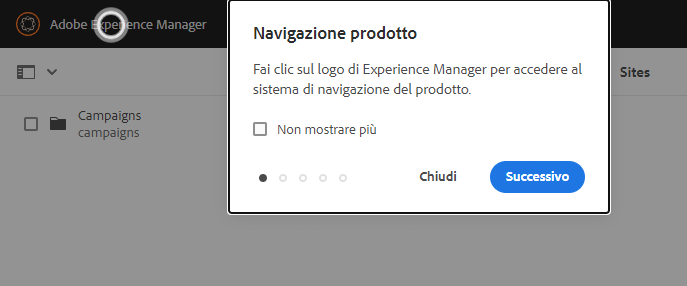 Adobe Experience Manager
Navigazione prodotto
Fai clic sul logo di Experience Manager per accedere al
sistema di navigazione del prodotto.
Sites
Campaigns
campaigns
Non mostrare più
Chiudi
Successivo